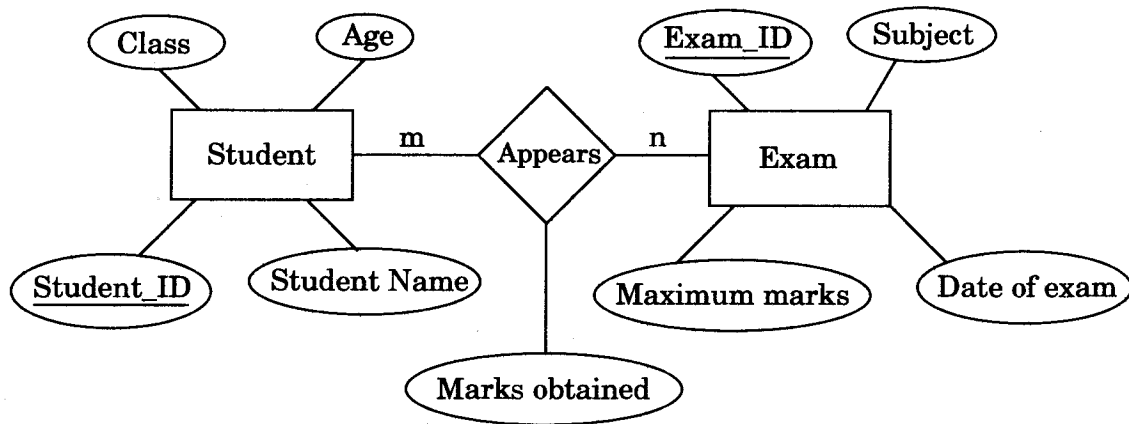 Class
Age
Exam_ID
Subject
Student
m
Appears
n
Exam
Student_ID
Student Name
Maximum marks
Date of exam
Marks obtained